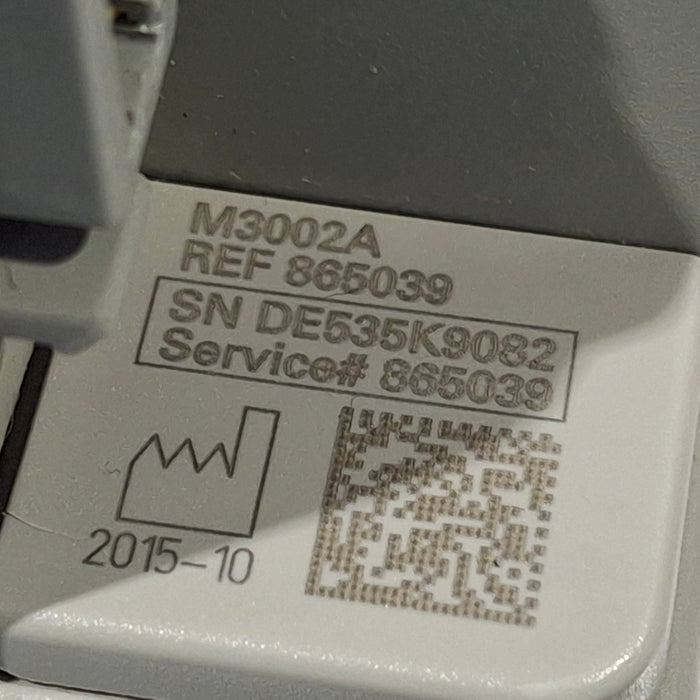 M3002A
REF 865039
SN DE535K9082
Service# 865039
2015-10